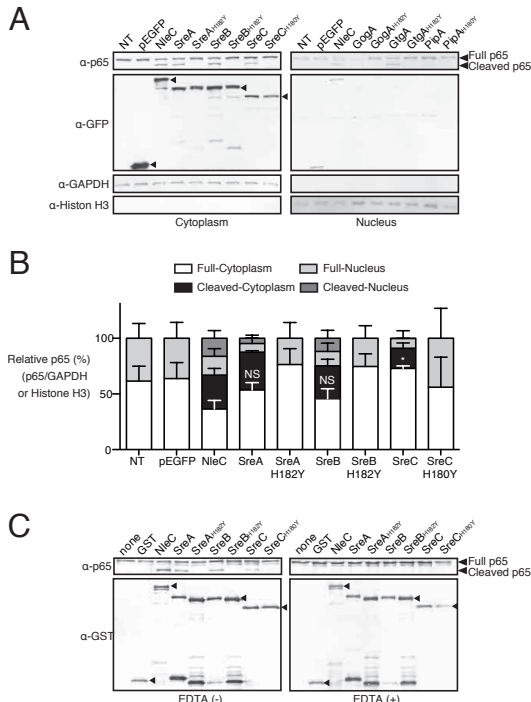 A
NT pEGFP NleC SreA SreAH182Y SreB SreBH182Y SreC SreCH180Y
NT pEGFP NleC GogA GogAH182Y GtgA GtgAH182Y PipA PipAH180Y
α-p65
Full p65
Cleaved p65
α-GFP
α-GAPDH
α-Histon H3
Cytoplasm
Nucleus
B
Full-Cytoplasm
Full-Nucleus
Cleaved-Cytoplasm
Cleaved-Nucleus
Relative p65 (%)
(p65/GAPDH
or Histone H3)
100
50
0
NS
NS
*
NT pEGFP NleC SreA SreA SreB SreB SreC SreC
H182Y H182Y H180Y
C
none GST NleC SreA SreAH182Y SreB SreBH182Y SreC SreCH180Y
none GST NleC SreA SreAH182Y SreB SreBH182Y SreC SreCH180Y
α-p65
Full p65
Cleaved p65
α-GST
EDTA (-)
EDTA (+)